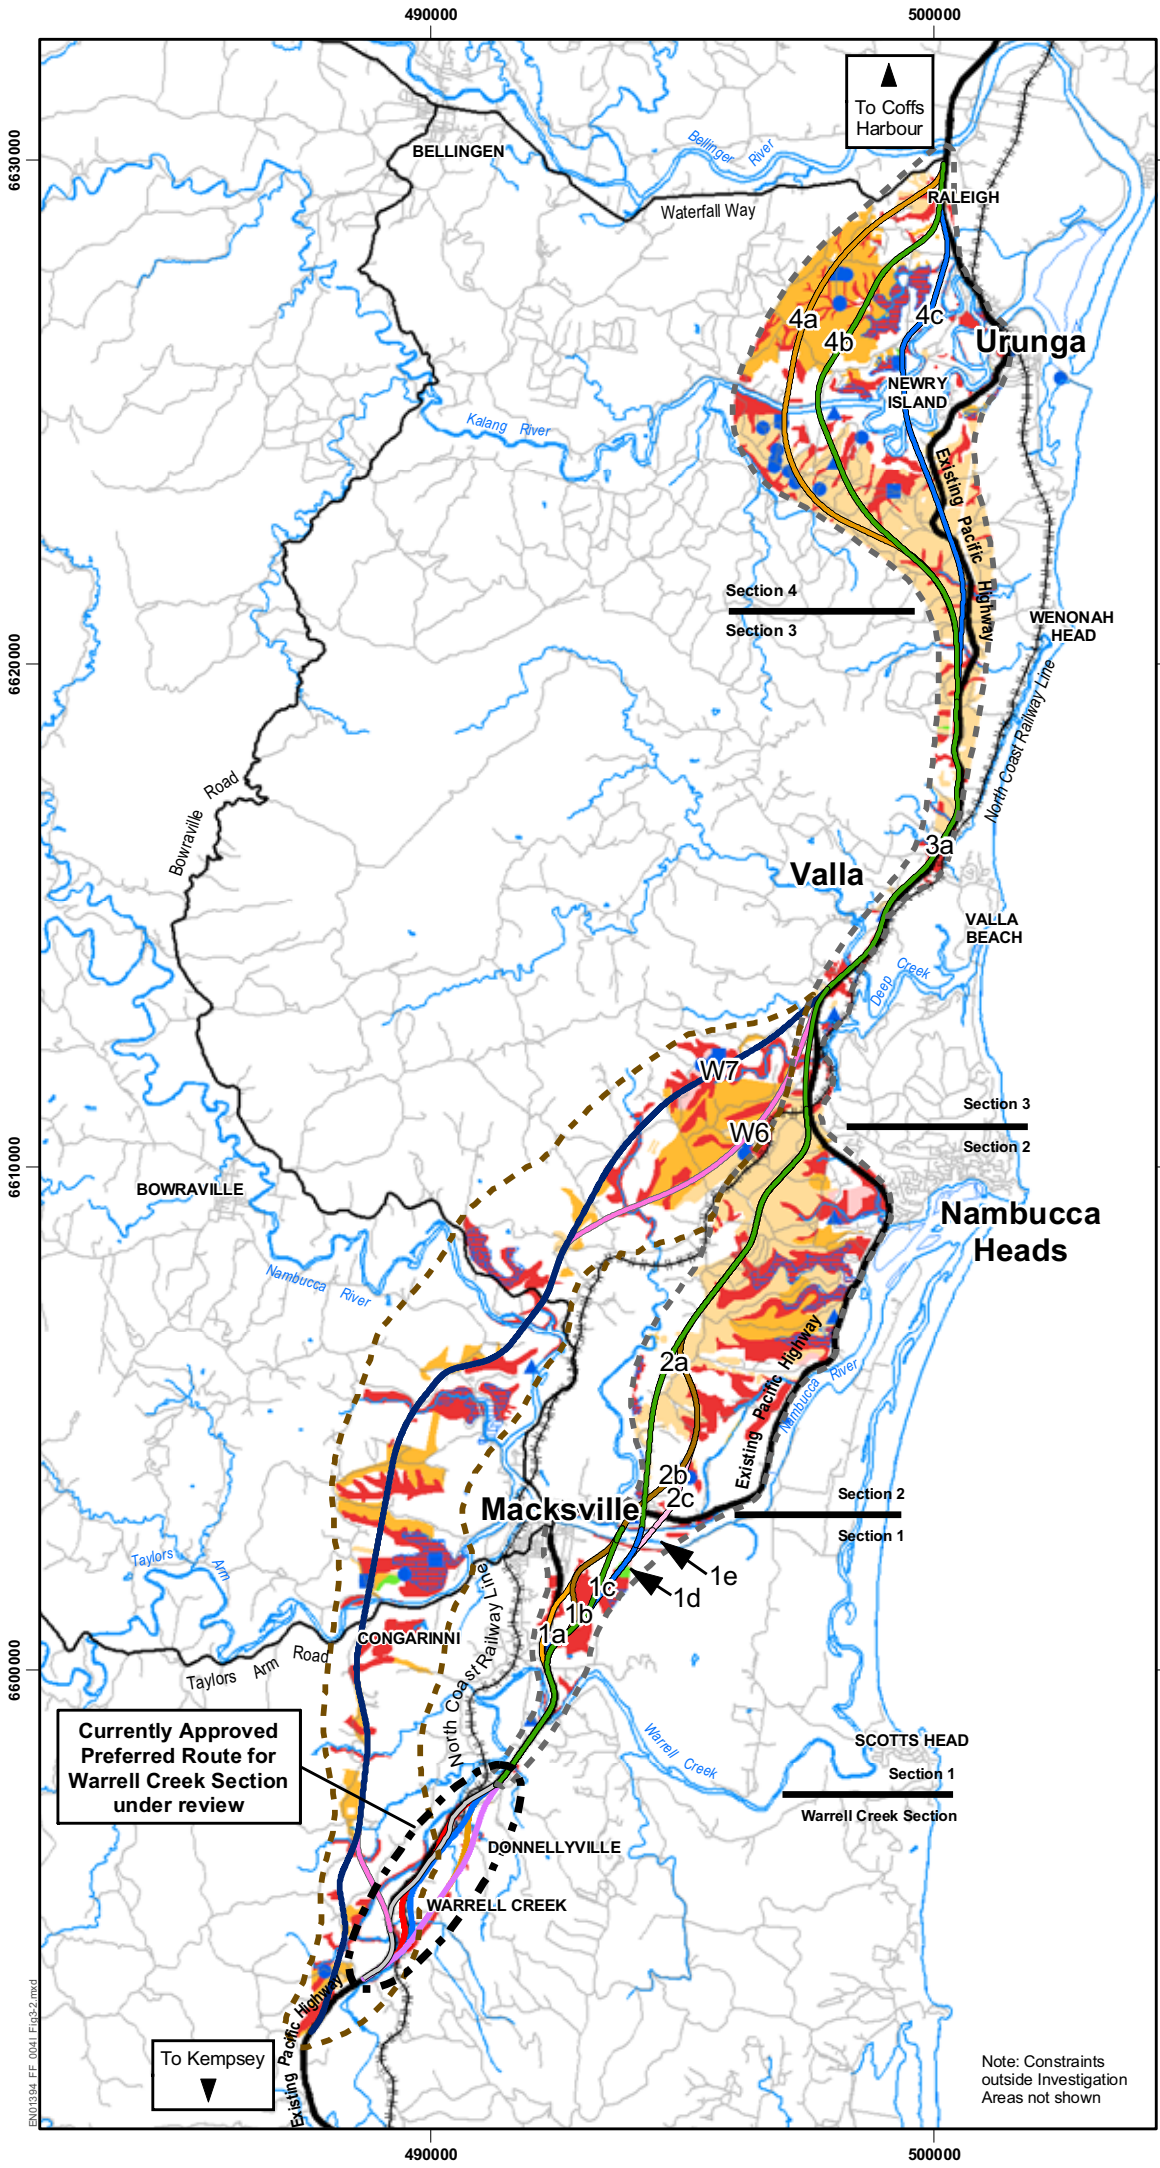 490000
500000
To Coffs
Harbour
6630000
BELLINGEN
Bellinger River
Waterfall Way
RALEIGH
4a
4b
4c
Urunga
NEWRY
ISLAND
Kalang River
Existing Pacific Highway
Section 4
Section 3
WENONAH
HEAD
6620000
North Coast Railway Line
Bowraville Road
3a
Valla
VALLA
BEACH
Deep Creek
W7
W6
Section 3
Section 2
6610000
BOWRAVILLE
Nambucca
Heads
Nambucca River
Existing Pacific Highway
Nambucca River
2a
2b
2c
Macksville
Section 2
Section 1
Taylors Arm
1e
1d
1c
1b
1a
North Coast Railway Line
CONGARINNI
Taylors Arm Road
6600000
Currently Approved
Preferred Route for
Warrell Creek Section
under review
Warrell Creek
SCOTTS HEAD
Section 1
Warrell Creek Section
DONNELLYVILLE
WARRELL CREEK
Existing Pacific Highway
To Kempsey
Note: Constraints
outside Investigation
Areas not shown
EN01394_FF_004I_Fig3-2.mxd
490000
500000